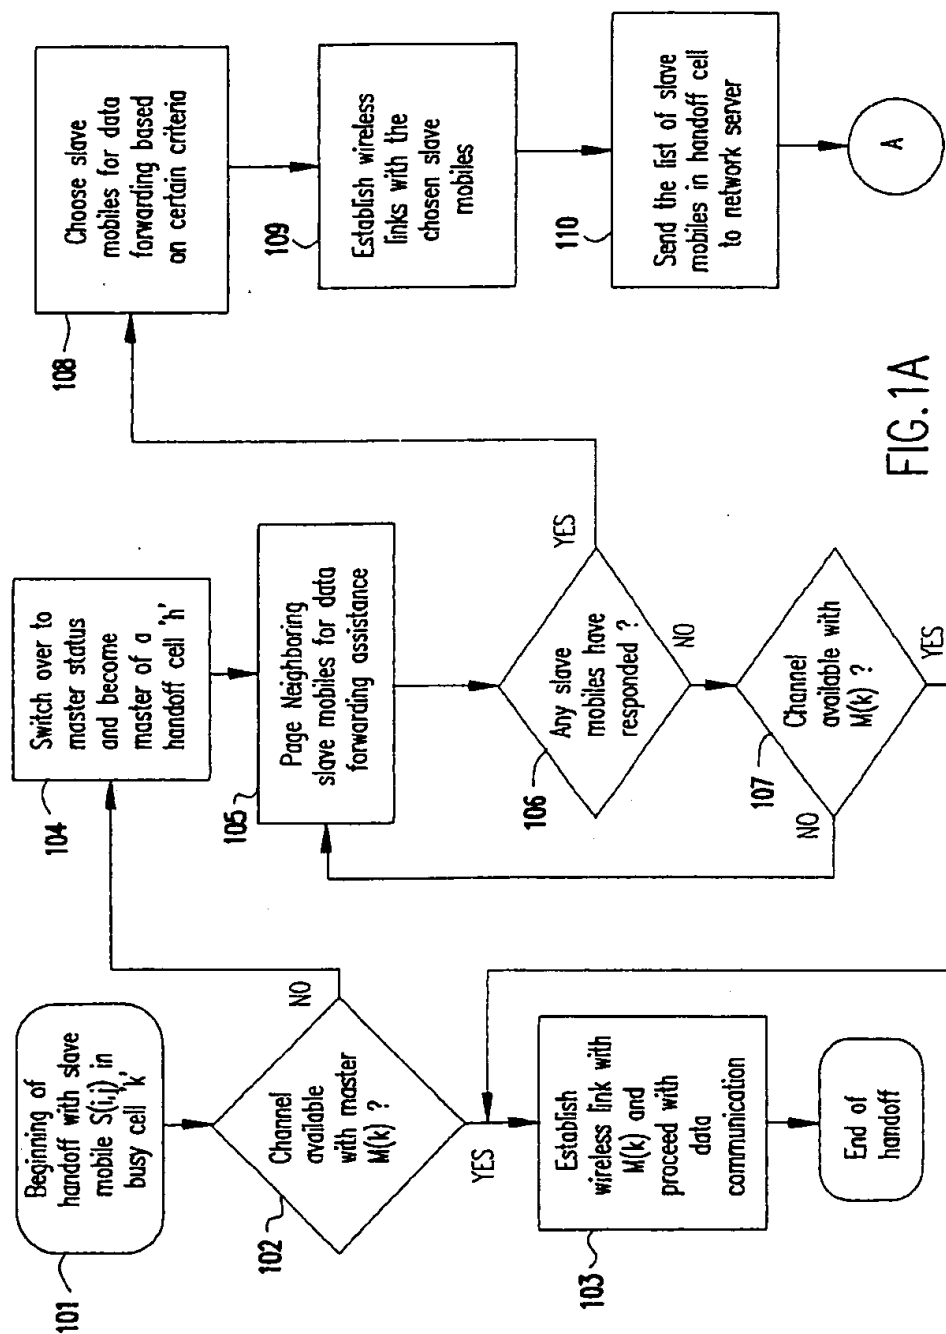 101
Beginning of
handoff with slave
mobile S(i,j) in
busy cell 'k'
102
Channel
available
with master
M(k) ?
NO
YES
103
Establish
wireless link with
M(k) and
proceed with
data
communication
End of
handoff
104
Switch over to
master status
and become
master of a
handoff cell 'h'
105
Page Neighboring
slave mobiles for data
forwarding assistance
106
Any slave
mobiles have
responded ?
YES
NO
107
Channel
available with
M(k) ?
NO
YES
108
Choose slave
mobiles for data
forwarding based
on certain criteria
109
Establish wireless
links with the
chosen slave
mobiles
110
Send the list of slave
mobiles in handoff cell
to network server
A
FIG. 1A